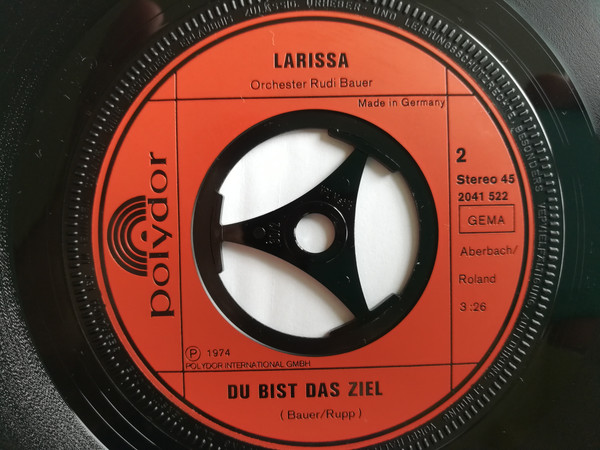 LARISSA
Orchester Rudi Bauer
Made in Germany
polydor
2
Stereo 45
2041 522
GEMA
Aberbach/
Roland
3:26
Ⓟ 1974
POLYDOR INTERNATIONAL GMBH
DU BIST DAS ZIEL
(Bauer/Rupp)